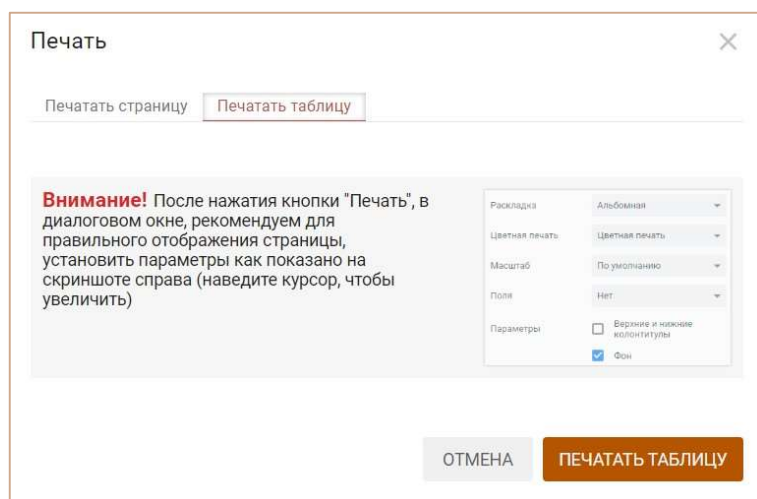 Печать
Печатать страницу Печатать таблицу
Внимание! После нажатия кнопки "Печать", в
диалоговом окне, рекомендуем для
правильного отображения страницы,
установить параметры как показано на
скриншоте справа (наведите курсор, чтобы
увеличить)
Раскладка Альбомная
Цветная печать Цветная печать
Масштаб По умолчанию
Поля Нет
Параметры Верхние и нижние
колонтитулы
Фон
ОТМЕНА ПЕЧАТАТЬ ТАБЛИЦУ